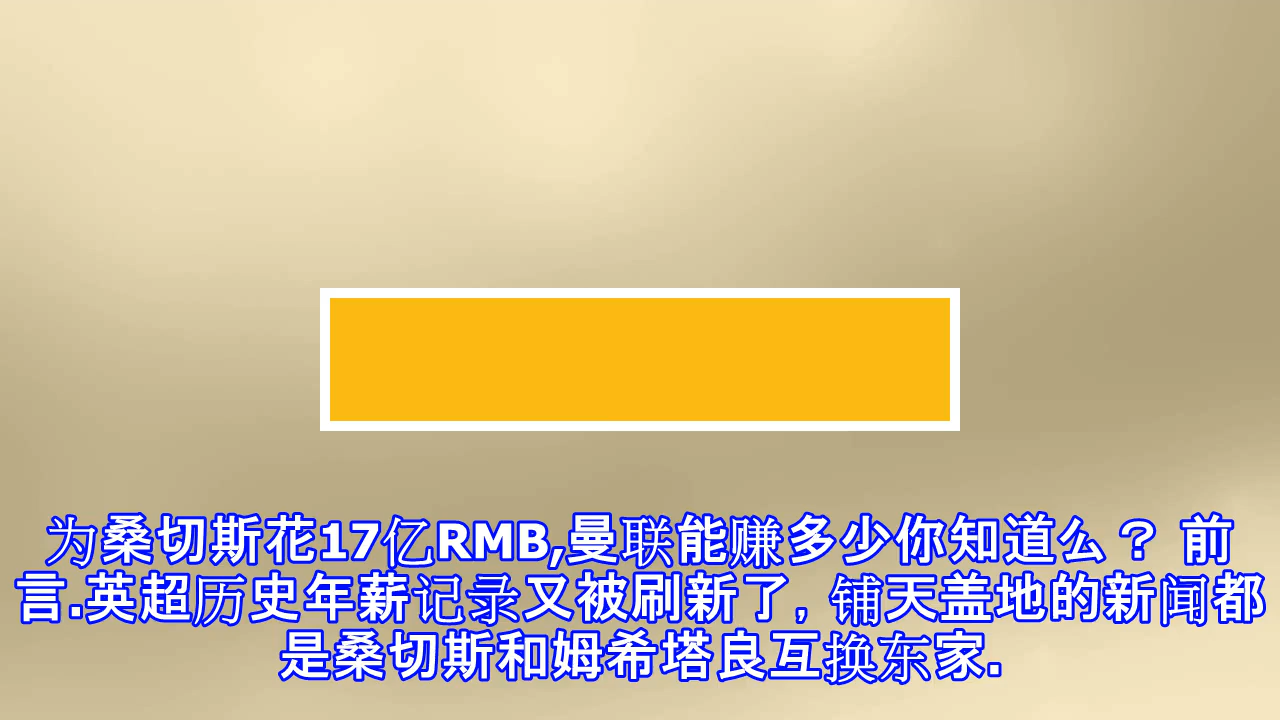 为桑切斯花17亿RMB,曼联能赚多少你知道么？ 前
言.英超历史年薪记录又被刷新了，铺天盖地的新闻都
是桑切斯和姆希塔良互换东家.